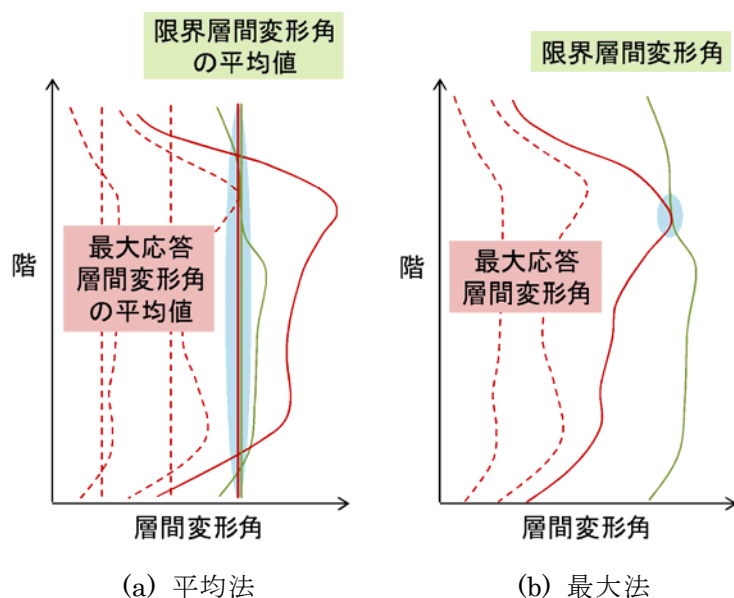 限界層間変形角
の平均値
階
最大応答
層間変形角
の平均値
層間変形角
(a) 平均法
限界層間変形角
階
最大応答
層間変形角
層間変形角
(b) 最大法